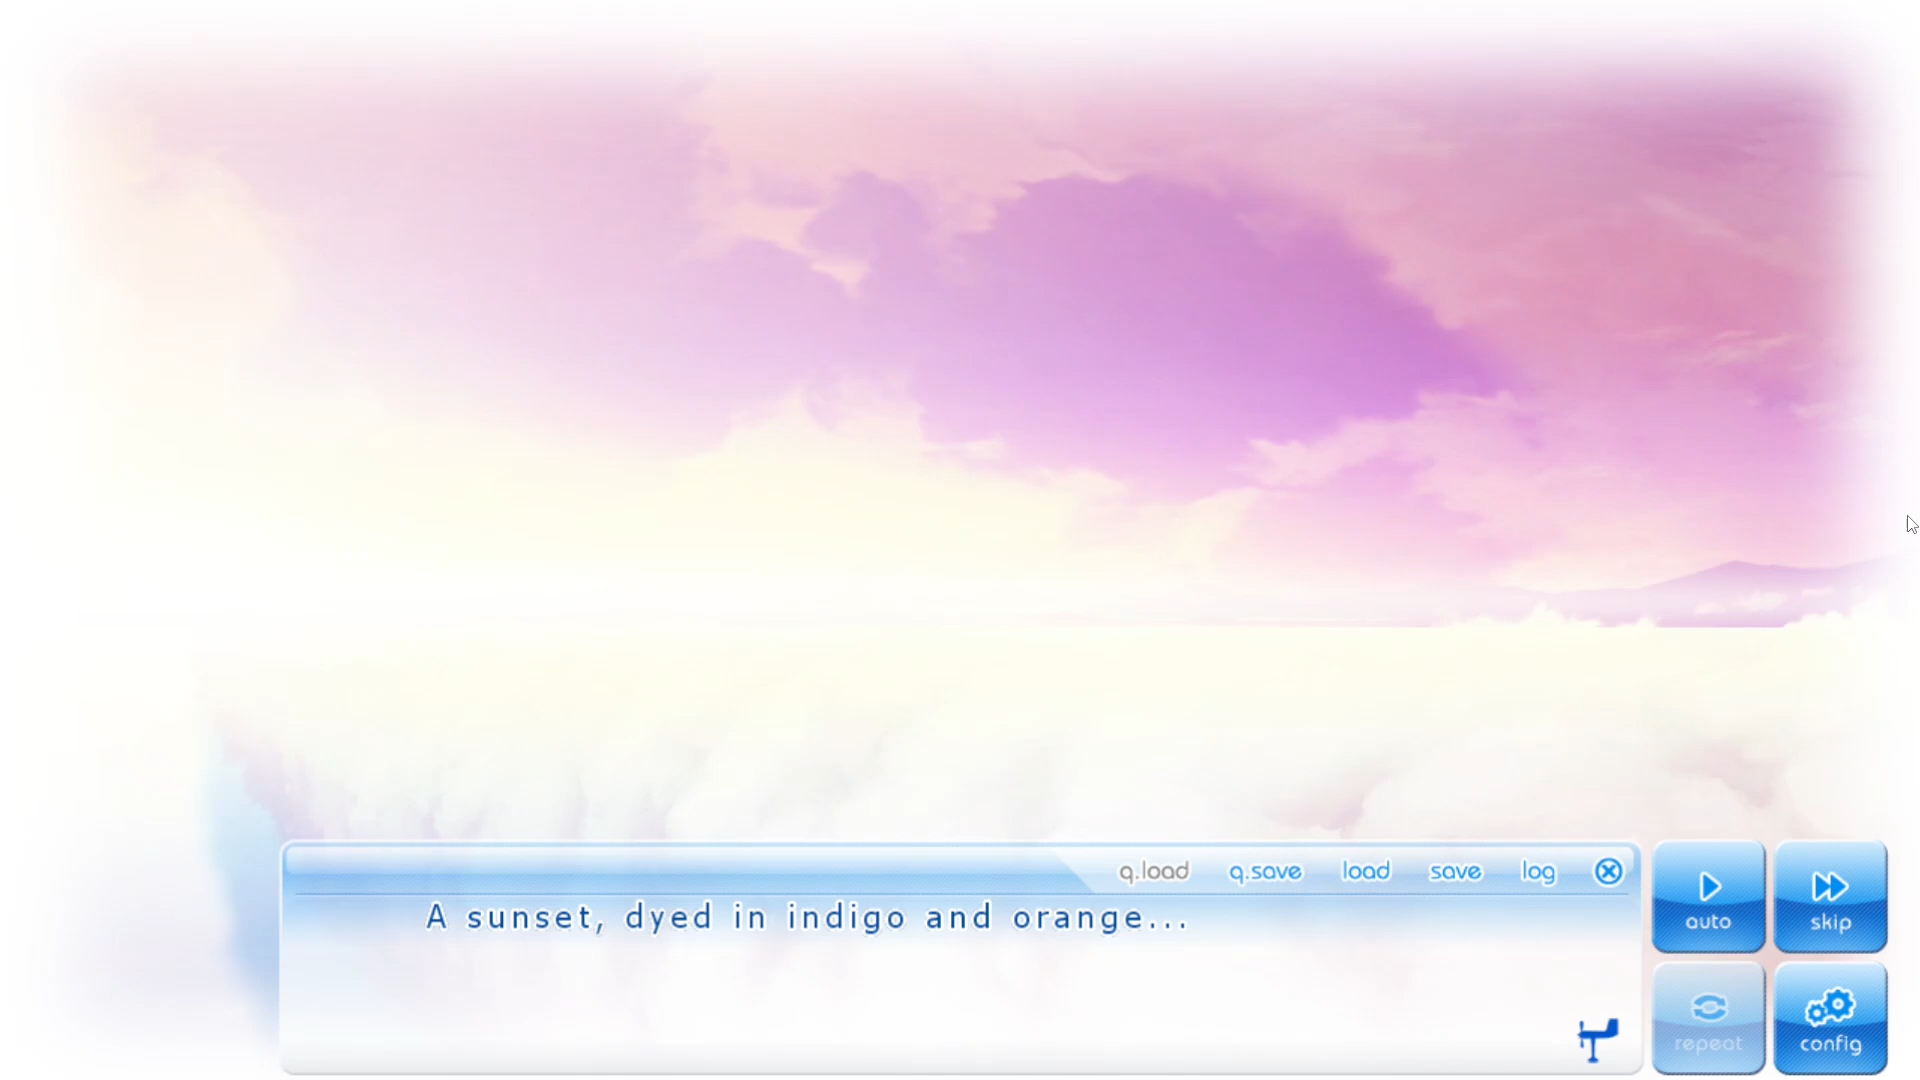 q.load q.save load save log
A sunset, dyed in indigo and orange...
auto skip
repeat config